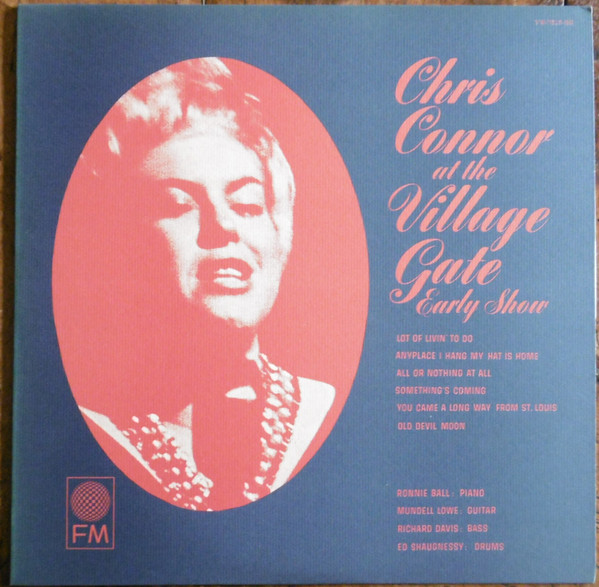 Chris
Connor
at the
Village
Gate
Early Show
LOT OF LIVIN' TO DO
ANYPLACE I HANG MY HAT IS HOME
ALL OR NOTHING AT ALL
SOMETHING'S COMING
YOU CAME A LONG WAY FROM ST. LOUIS
OLD DEVIL MOON
RONNIE BALL: PIANO
MUNDELL LOWE: GUITAR
RICHARD DAVIS: BASS
ED SHAUGNESSY: DRUMS
FM